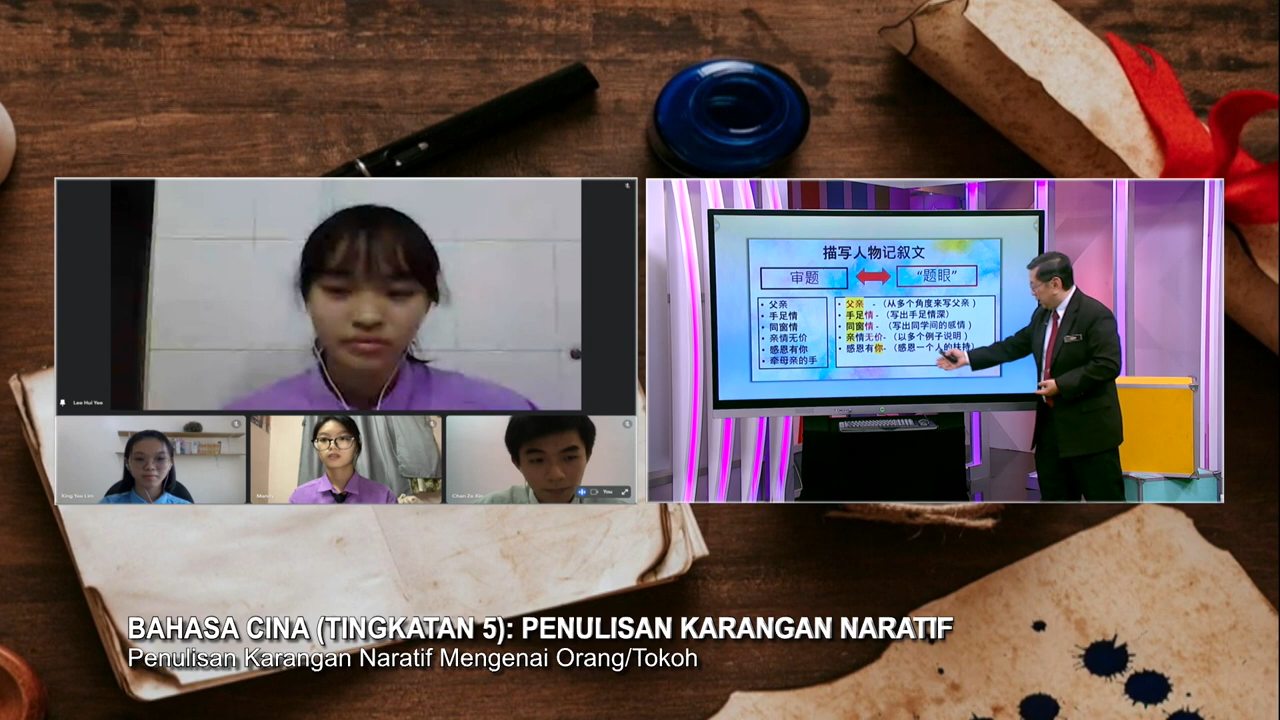 Lee Hui Yee
Xing Yee Lim
Chan Ze Xin
You
描写人物记叙文
审题
“题眼”
• 父亲
• 手足情
• 同窗情
• 亲情无价
• 感恩有你
• 牵母亲的手
• 父亲 - （从多个角度来写父亲）
• 手足情 - （写出手足情深）
• 同窗情 - （写出同学间的感情）
• 亲情无价- （以多个例子说明）
• 感恩有你- （感恩一个人的扶持）
BAHASA CINA (TINGKATAN 5): PENULISAN KARANGAN NARATIF
Penulisan Karangan Naratif Mengenai Orang/Tokoh